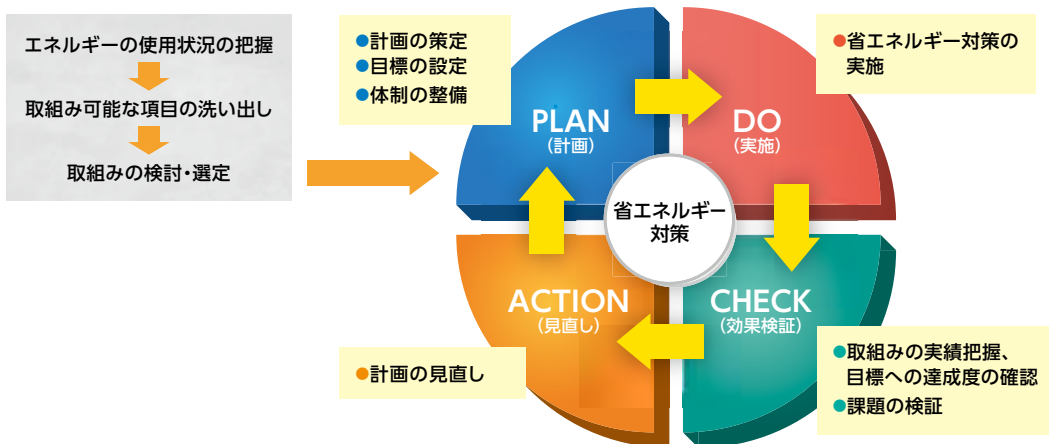 エネルギーの使用状況の把握
取組み可能な項目の洗い出し
取組みの検討・選定
●計画の策定
●目標の設定
●体制の整備
PLAN
(計画)
DO
(実施)
●省エネルギー対策の
実施
省エネルギー
対策
ACTION
(見直し)
CHECK
(効果検証)
●計画の見直し
●取組みの実績把握、
目標への達成度の確認
●課題の検証